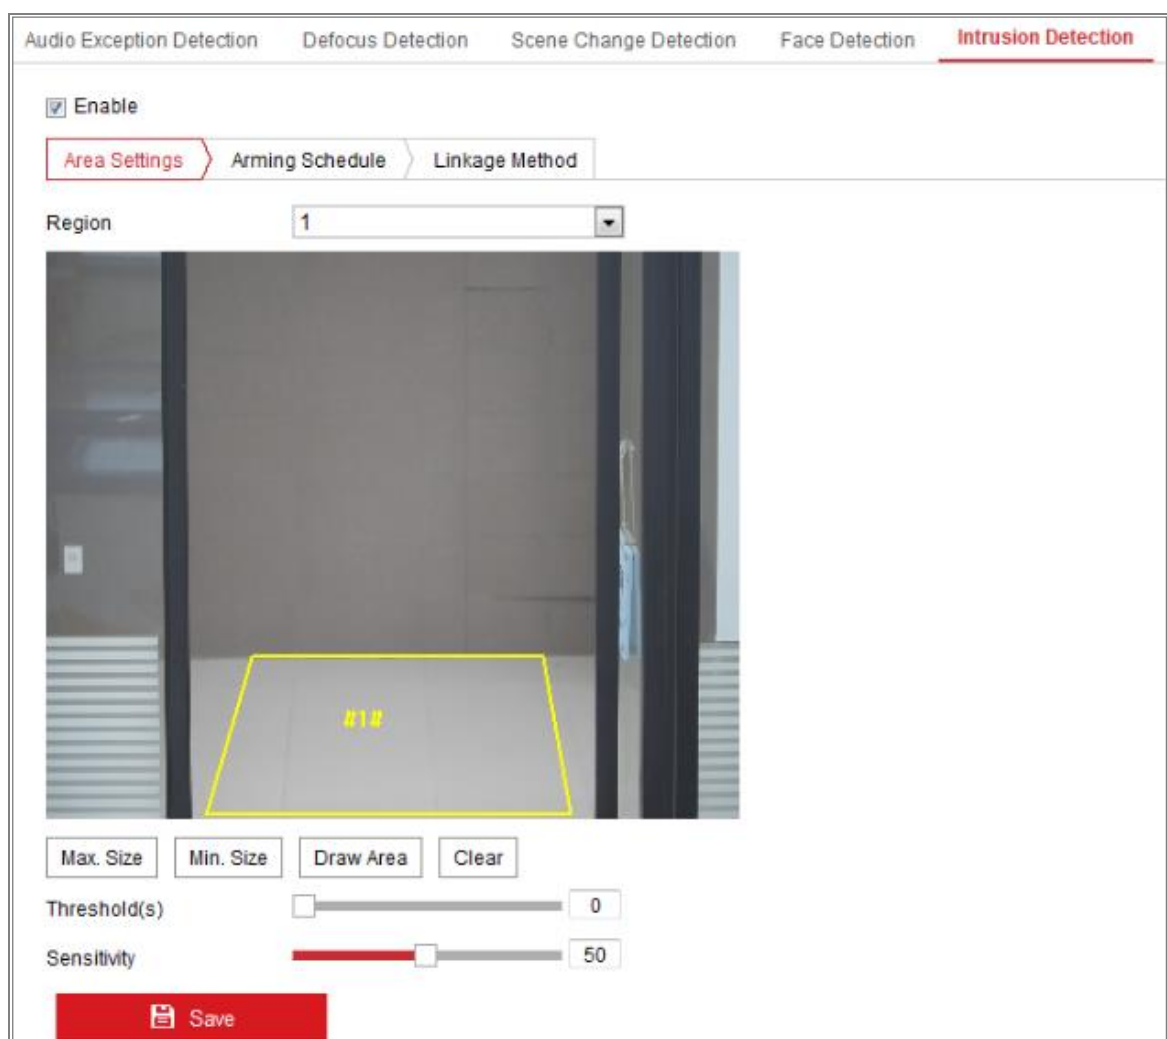 Audio Exception Detection Defocus Detection Scene Change Detection Face Detection Intrusion Detection
Enable
Area Settings Arming Schedule Linkage Method
Region 1
#1#
Max. Size Min. Size Draw Area Clear
Threshold(s) 0
Sensitivity 50
Save